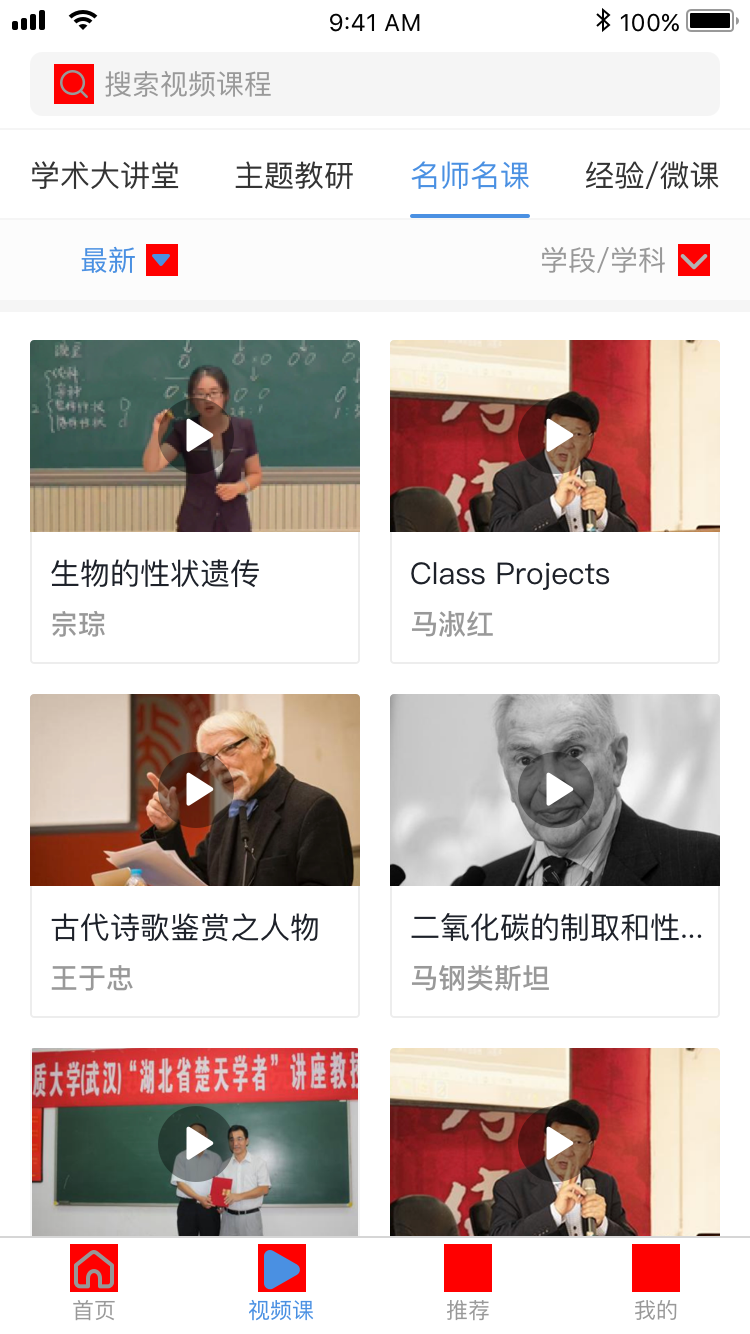 9:41 AM 100%
搜索视频课程
学术大讲堂 主题教研 名师名课 经验/微课
最新 学段/学科
生物的性状遗传 Class Projects
宗琮 马淑红
古代诗歌鉴赏之人物 二氧化碳的制取和性...
王于忠 马钢类斯坦
质大学(武汉)“湖北省楚天学者”讲座教授
首页 视频课 推荐 我的